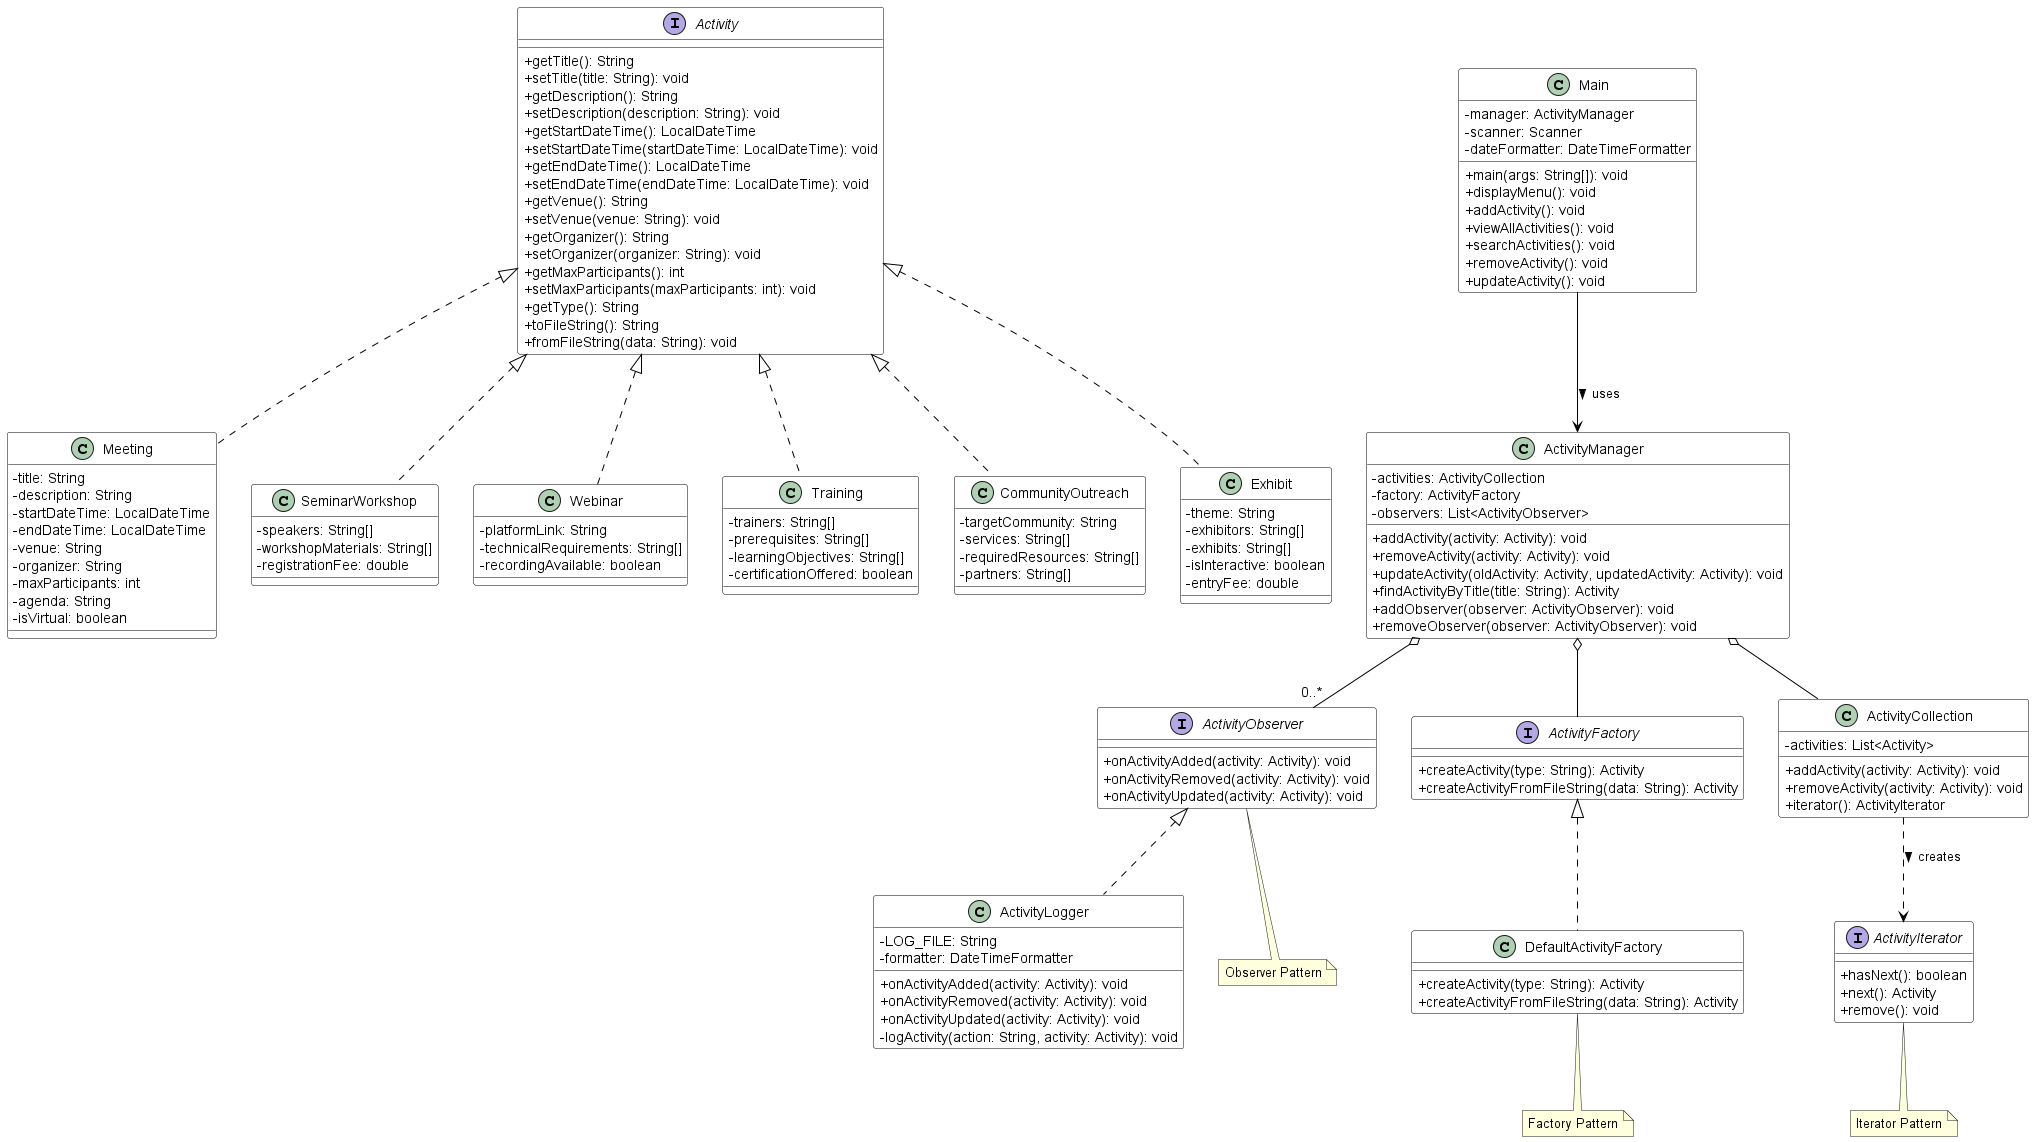 I Activity
+getTitle(): String
+setTitle(title: String): void
+getDescription(): String
+setDescription(description: String): void
+getStartDateTime(): LocalDateTime
+setStartDateTime(startDateTime: LocalDateTime): void
+getEndDateTime(): LocalDateTime
+setEndDateTime(endDateTime: LocalDateTime): void
+getVenue(): String
+setVenue(venue: String): void
+getOrganizer(): String
+setOrganizer(organizer: String): void
+getMaxParticipants(): int
+setMaxParticipants(maxParticipants: int): void
+getType(): String
+toFileString(): String
+fromFileString(data: String): void
C Main
-manager: ActivityManager
-scanner: Scanner
-dateFormatter: DateTimeFormatter
+main(args: String[]): void
+displayMenu(): void
+addActivity(): void
+viewAllActivities(): void
+searchActivities(): void
+removeActivity(): void
+updateActivity(): void
uses
C Meeting
-title: String
-description: String
-startDateTime: LocalDateTime
-endDateTime: LocalDateTime
-venue: String
-organizer: String
-maxParticipants: int
-agenda: String
-isVirtual: boolean
C SeminarWorkshop
-speakers: String[]
-workshopMaterials: String[]
-registrationFee: double
C Webinar
-platformLink: String
-technicalRequirements: String[]
-recordingAvailable: boolean
C Training
-trainers: String[]
-prerequisites: String[]
-learningObjectives: String[]
-certificationOffered: boolean
C CommunityOutreach
-targetCommunity: String
-services: String[]
-requiredResources: String[]
-partners: String[]
C Exhibit
-theme: String
-exhibitors: String[]
-exhibits: String[]
-isInteractive: boolean
-entryFee: double
C ActivityManager
-activities: ActivityCollection
-factory: ActivityFactory
-observers: List<ActivityObserver>
+addActivity(activity: Activity): void
+removeActivity(activity: Activity): void
+updateActivity(oldActivity: Activity, updatedActivity: Activity): void
+findActivityByTitle(title: String): Activity
+addObserver(observer: ActivityObserver): void
+removeObserver(observer: ActivityObserver): void
0..*
I ActivityObserver
+onActivityAdded(activity: Activity): void
+onActivityRemoved(activity: Activity): void
+onActivityUpdated(activity: Activity): void
I ActivityFactory
+createActivity(type: String): Activity
+createActivityFromFileString(data: String): Activity
C ActivityCollection
-activities: List<Activity>
+addActivity(activity: Activity): void
+removeActivity(activity: Activity): void
+iterator(): ActivityIterator
creates
C ActivityLogger
-LOG_FILE: String
-formatter: DateTimeFormatter
+onActivityAdded(activity: Activity): void
+onActivityRemoved(activity: Activity): void
+onActivityUpdated(activity: Activity): void
-logActivity(action: String, activity: Activity): void
Observer Pattern
C DefaultActivityFactory
+createActivity(type: String): Activity
+createActivityFromFileString(data: String): Activity
I ActivityIterator
+hasNext(): boolean
+next(): Activity
+remove(): void
Factory Pattern
Iterator Pattern